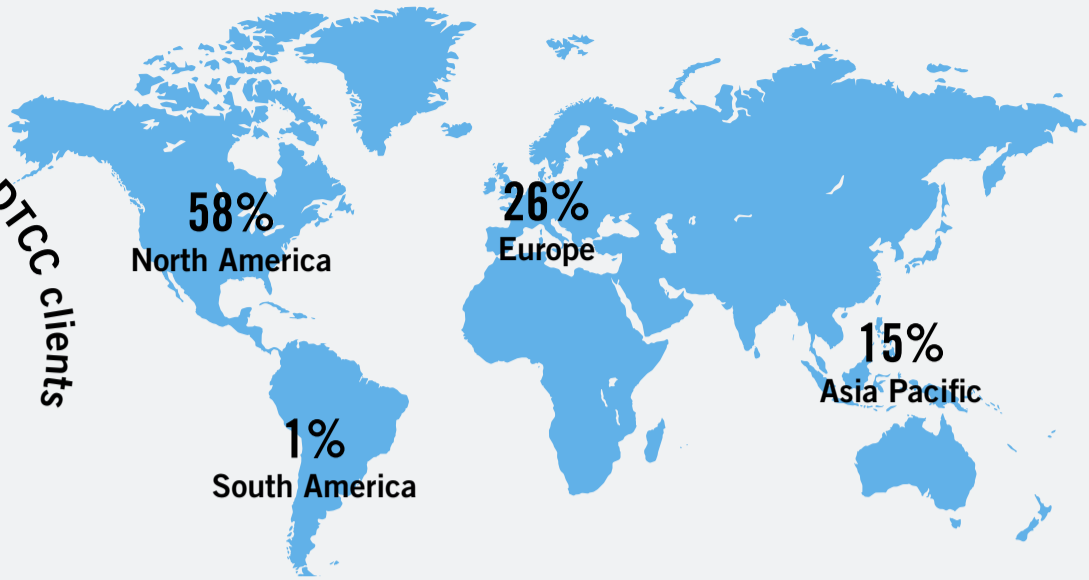 DTCC clients
58%
North America
26%
Europe
15%
Asia Pacific
1%
South America